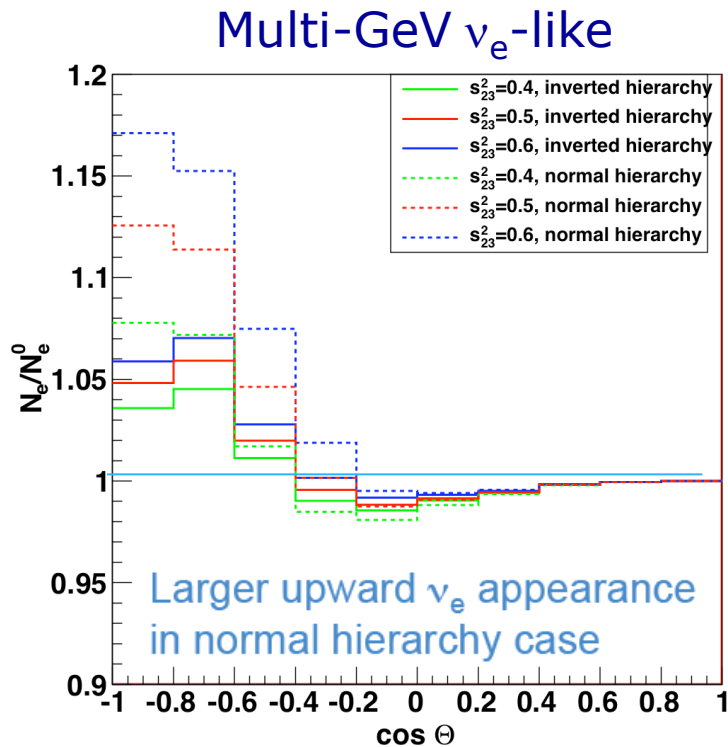 Multi-GeV νe-like
1.2
s²23=0.4, inverted hierarchy
s²23=0.5, inverted hierarchy
s²23=0.6, inverted hierarchy
s²23=0.4, normal hierarchy
s²23=0.5, normal hierarchy
s²23=0.6, normal hierarchy
1.15
1.1
1.05
1
0.95
0.9
Ne/N⁰e
Larger upward νe appearance
in normal hierarchy case
-1 -0.8 -0.6 -0.4 -0.2 0 0.2 0.4 0.6 0.8 1
cos Θ